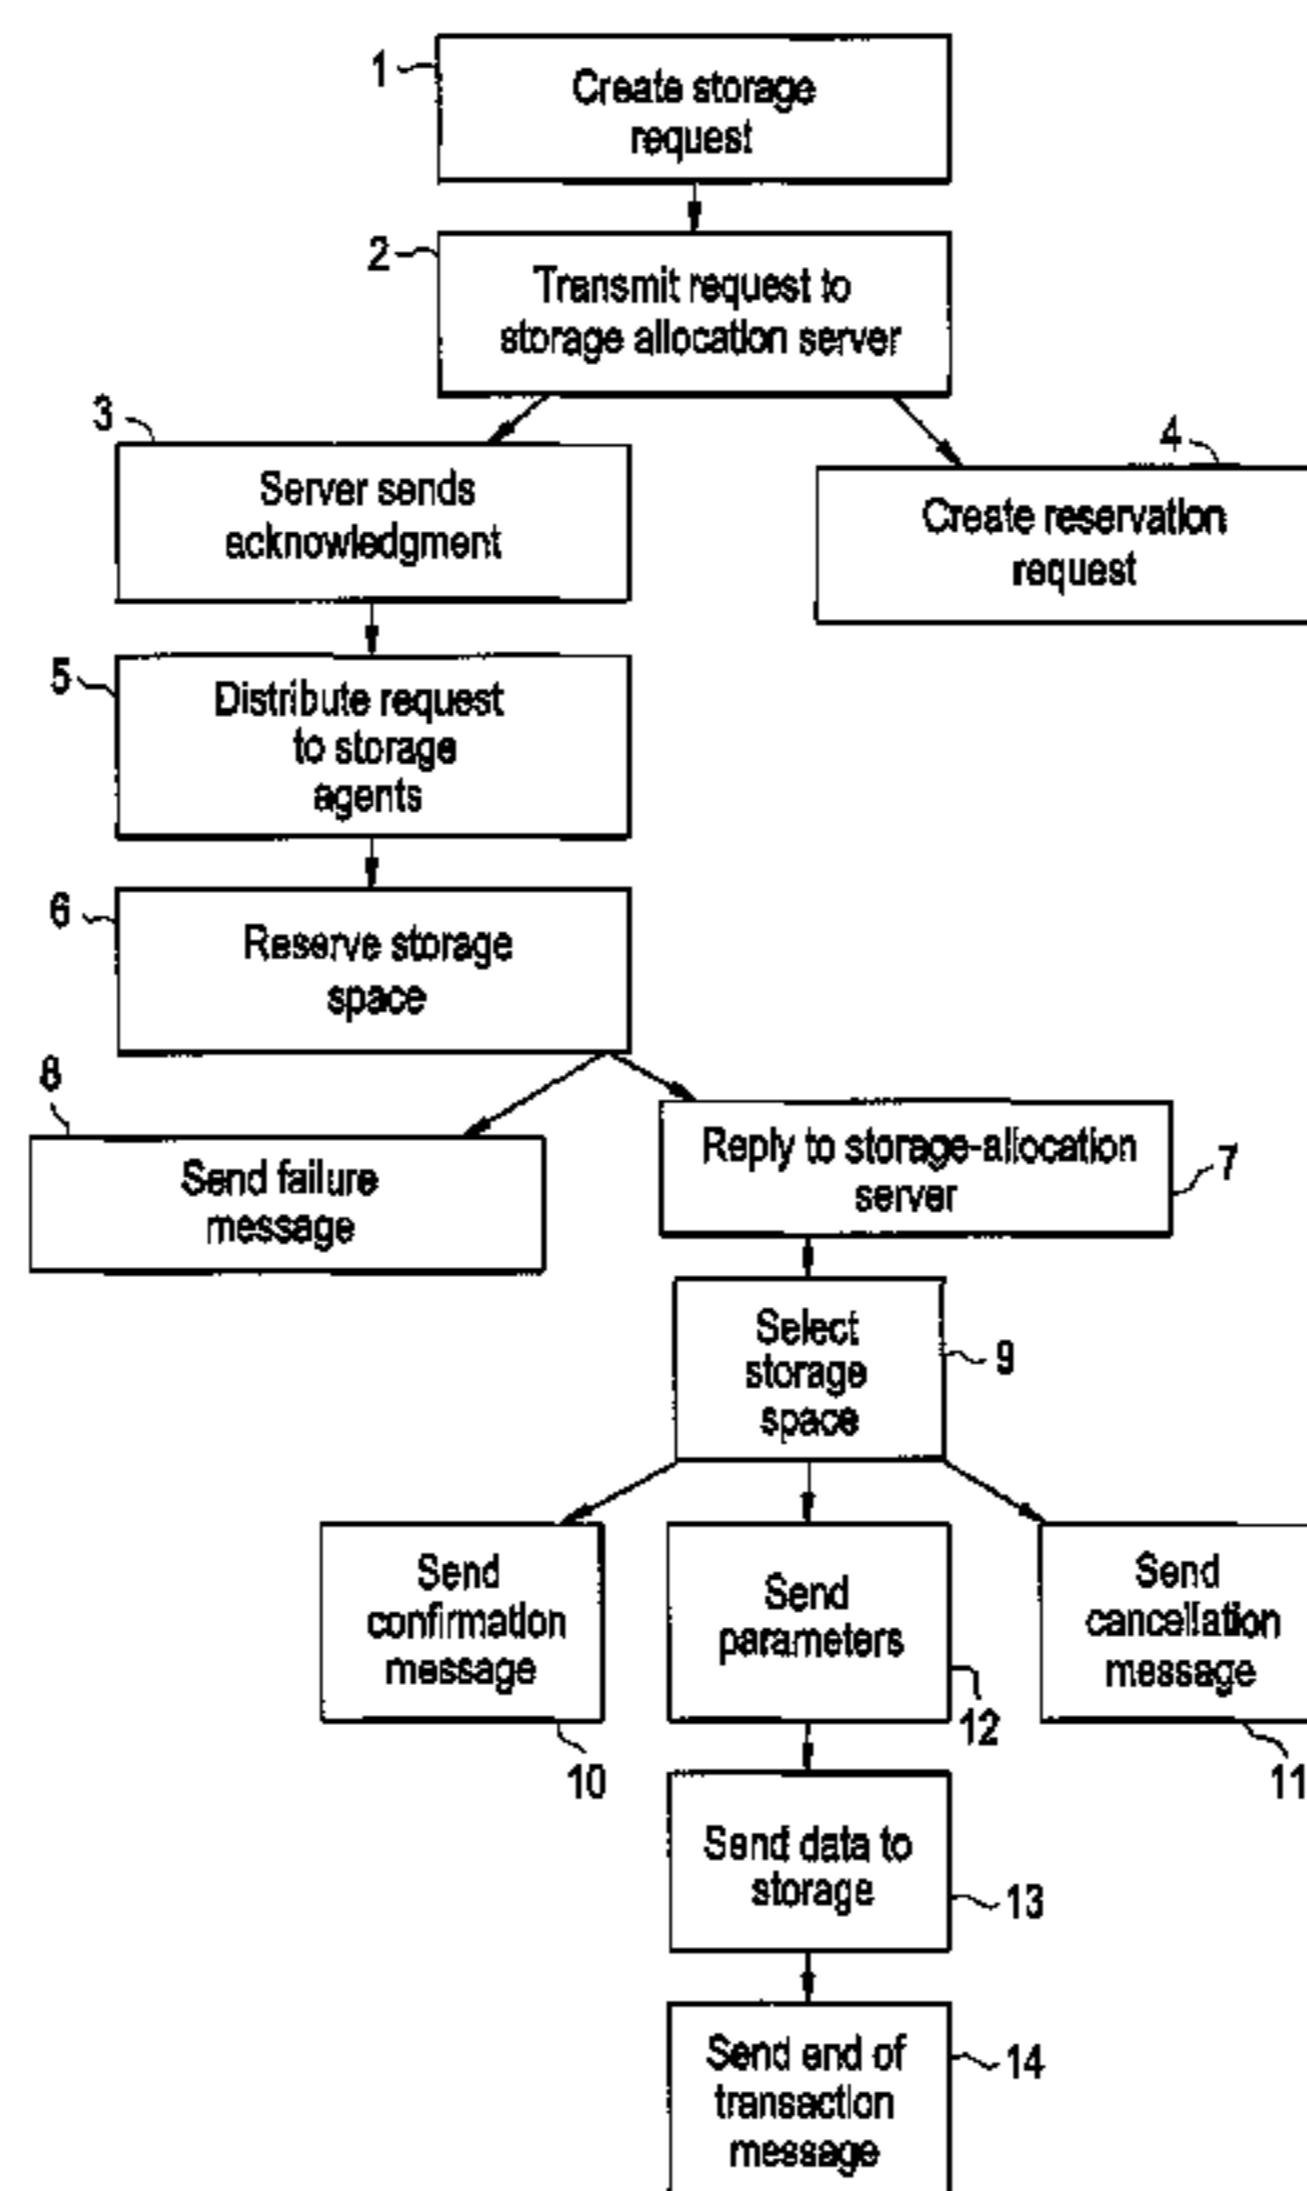 1
Create storage
request
2
Transmit request to
storage allocation server
3
Server sends
acknowledgment
4
Create reservation
request
5
Distribute request
to storage
agents
6
Reserve storage
space
8
Send failure
message
Reply to storage-allocation
server
7
Select
storage
space
9
Send
confirmation
message
10
Send
parameters
12
Send
cancellation
message
11
Send data to
storage
13
Send end of
transaction
message
14